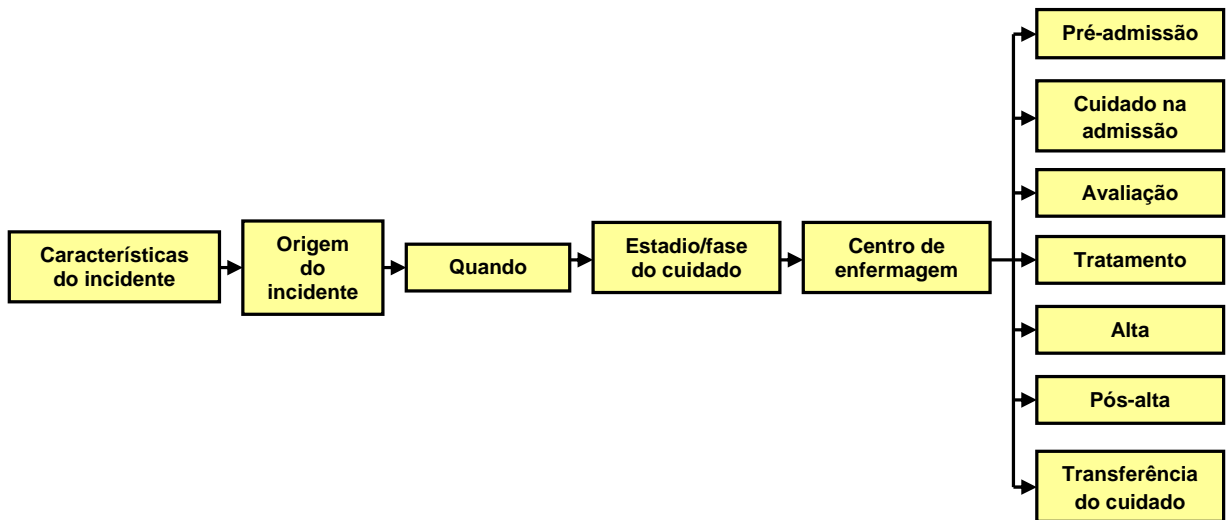 Características
do incidente
Origem
do
incidente
Quando
Estadio/fase
do cuidado
Centro de
enfermagem
Pré-admissão
Cuidado na
admissão
Avaliação
Tratamento
Alta
Pós-alta
Transferência
do cuidado